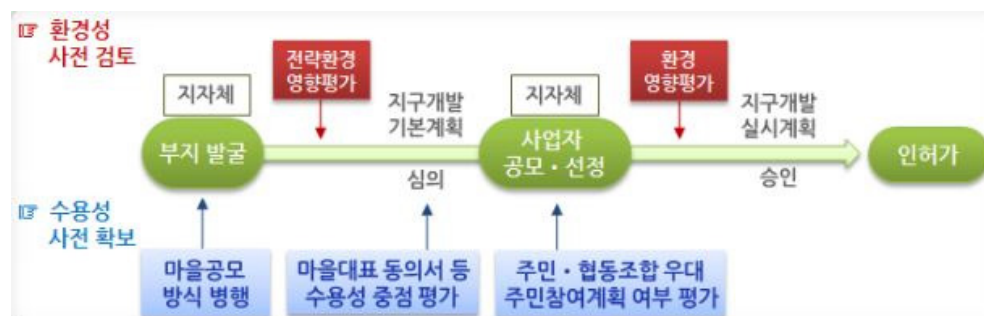 ☞ 환경성
사전 검토
전략환경
영향평가
환경
영향평가
지자체
지구개발
기본계획
지자체
지구개발
실시계획
부지 발굴
사업자
공모・선정
인허가
심의
승인
☞ 수용성
사전 확보
마을공모
방식 병행
마을대표 동의서 등
수용성 중점 평가
주민・협동조합 우대
주민참여계획 여부 평가